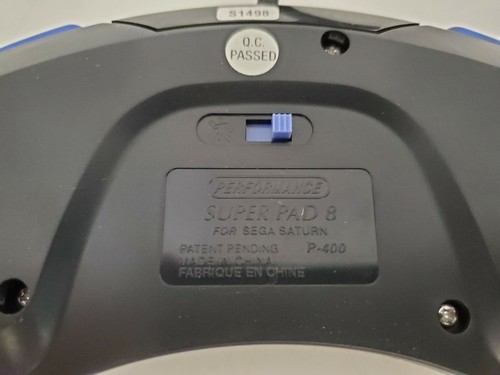 S1498
Q.C.
PASSED
PERFORMANCE
SUPER PAD 8
FOR SEGA SATURN
PATENT PENDING P-400
MADE IN CHINA
FABRIQUE EN CHINE